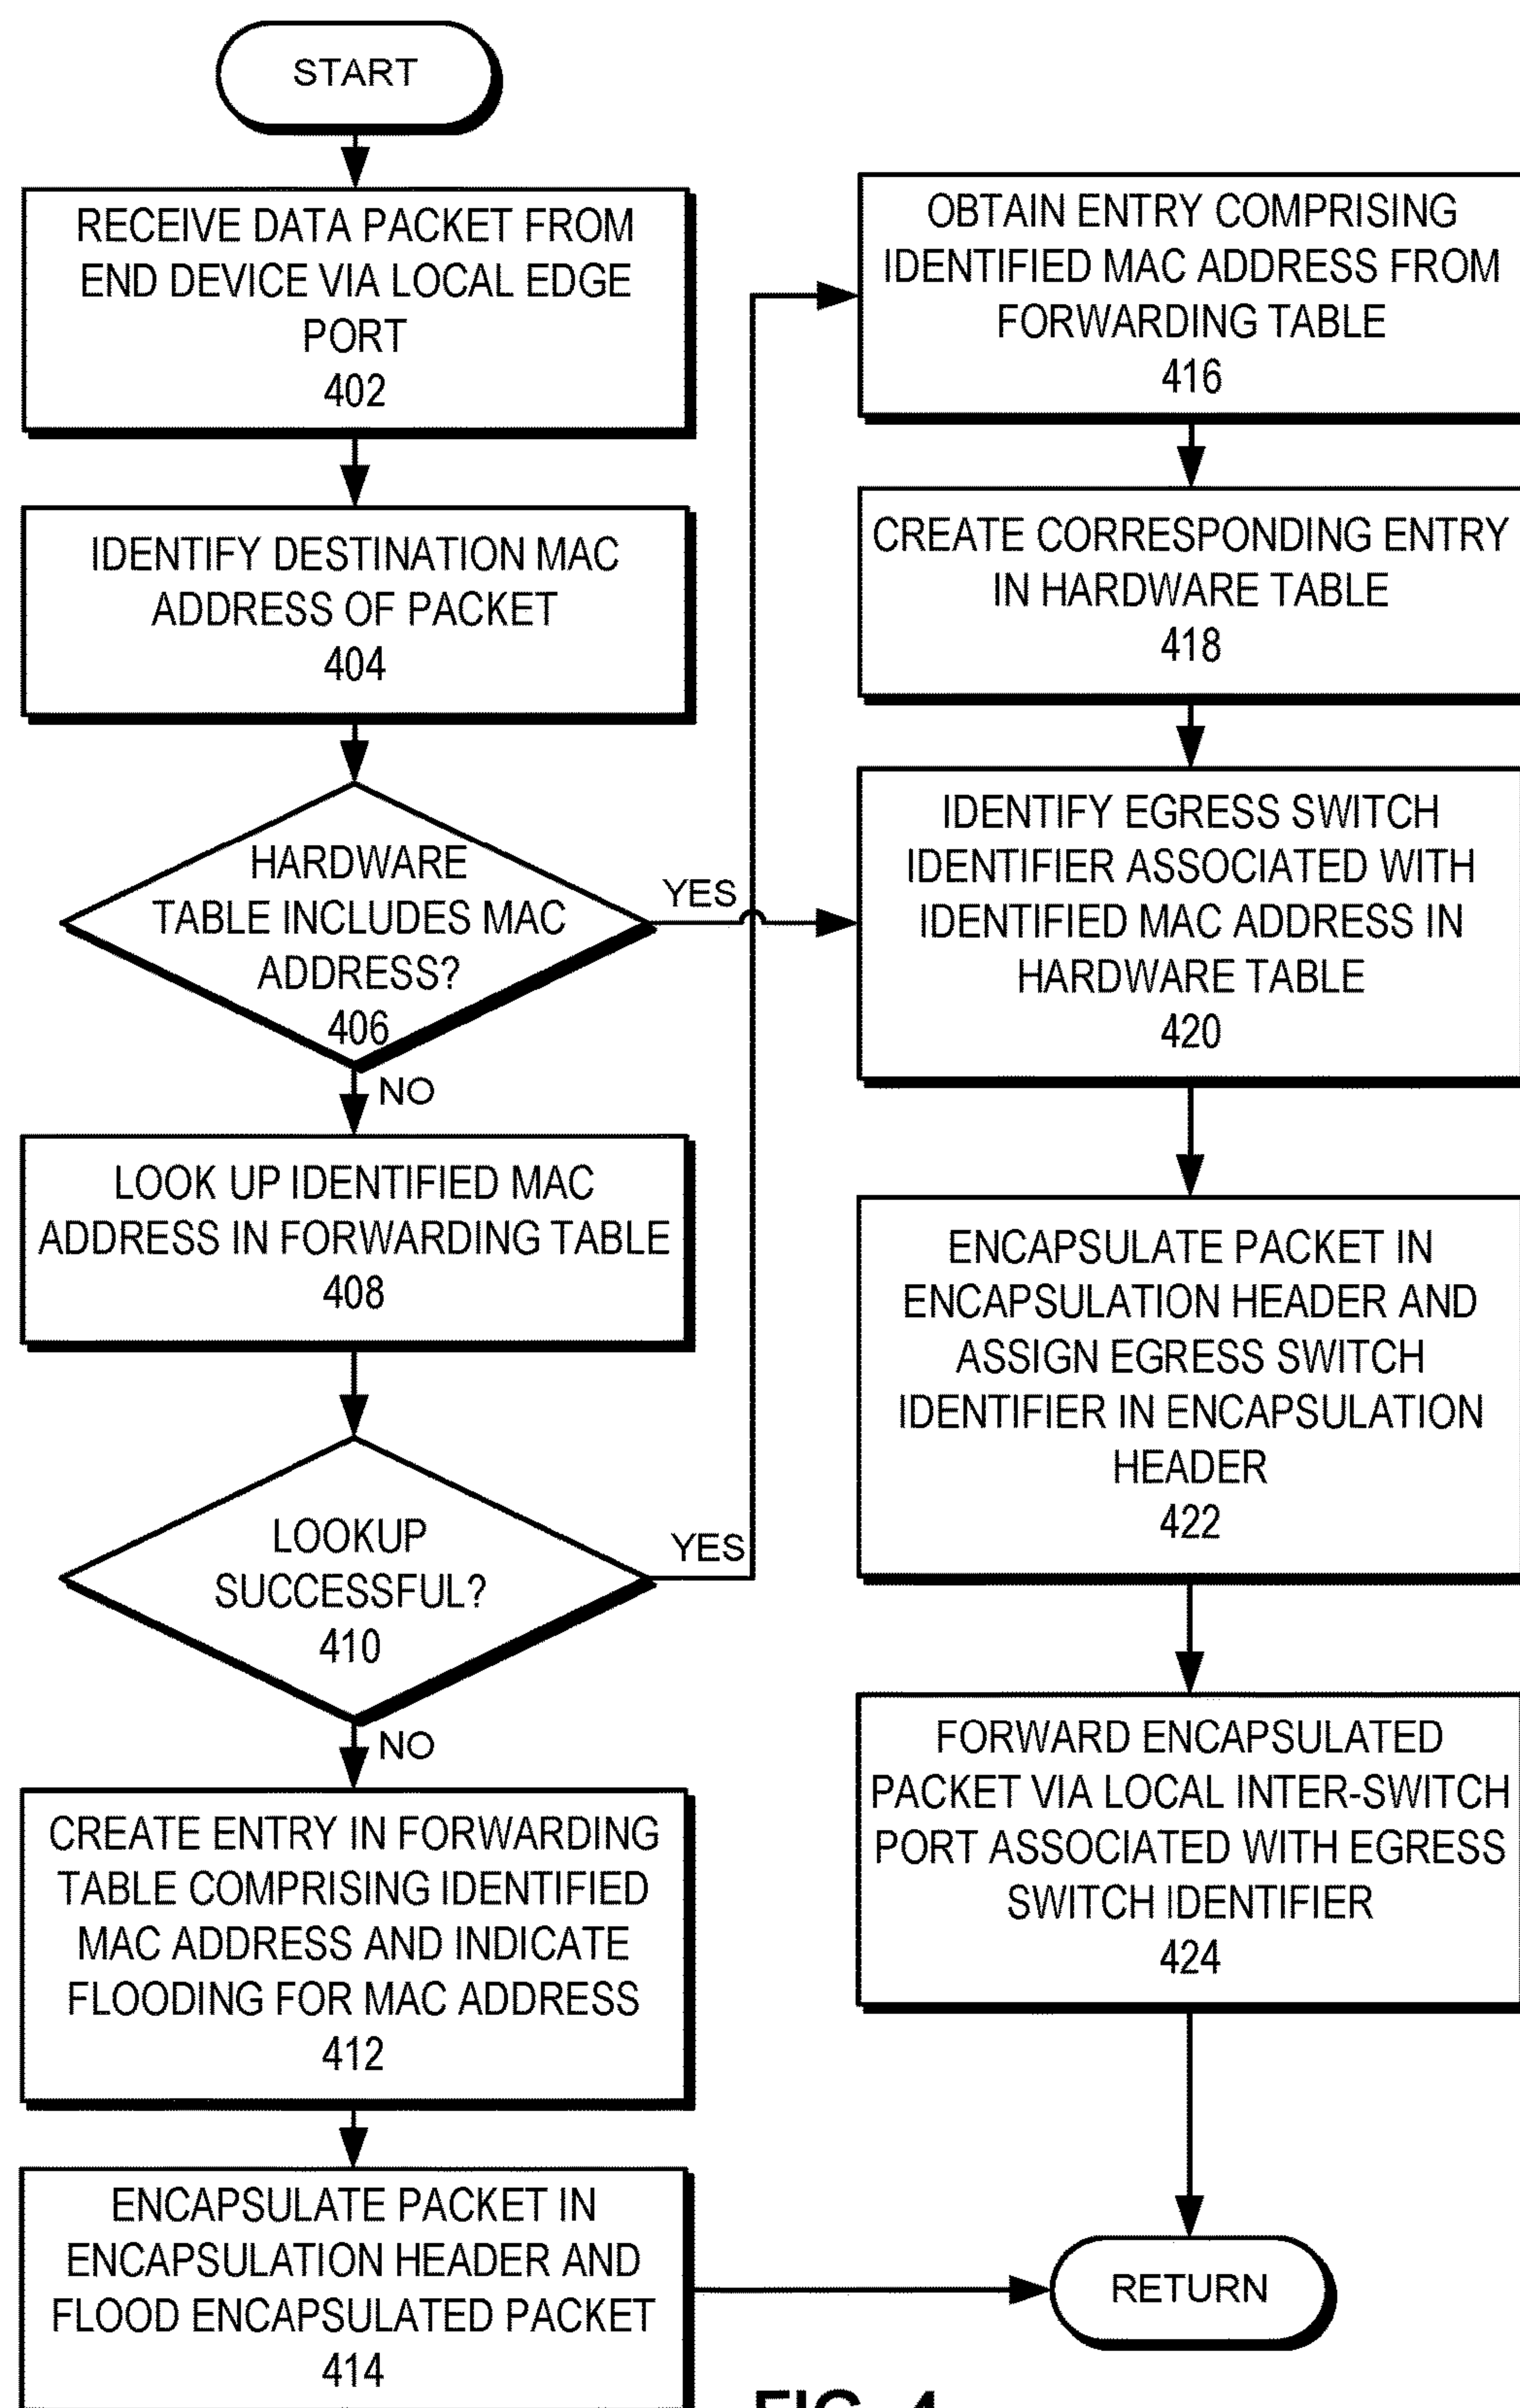 START
RECEIVE DATA PACKET FROM
END DEVICE VIA LOCAL EDGE
PORT
402
IDENTIFY DESTINATION MAC
ADDRESS OF PACKET
404
HARDWARE
TABLE INCLUDES MAC
ADDRESS?
406
YES
NO
LOOK UP IDENTIFIED MAC
ADDRESS IN FORWARDING TABLE
408
LOOKUP
SUCCESSFUL?
410
YES
NO
CREATE ENTRY IN FORWARDING
TABLE COMPRISING IDENTIFIED
MAC ADDRESS AND INDICATE
FLOODING FOR MAC ADDRESS
412
ENCAPSULATE PACKET IN
ENCAPSULATION HEADER AND
FLOOD ENCAPSULATED PACKET
414
OBTAIN ENTRY COMPRISING
IDENTIFIED MAC ADDRESS FROM
FORWARDING TABLE
416
CREATE CORRESPONDING ENTRY
IN HARDWARE TABLE
418
IDENTIFY EGRESS SWITCH
IDENTIFIER ASSOCIATED WITH
IDENTIFIED MAC ADDRESS IN
HARDWARE TABLE
420
ENCAPSULATE PACKET IN
ENCAPSULATION HEADER AND
ASSIGN EGRESS SWITCH
IDENTIFIER IN ENCAPSULATION
HEADER
422
FORWARD ENCAPSULATED
PACKET VIA LOCAL INTER-SWITCH
PORT ASSOCIATED WITH EGRESS
SWITCH IDENTIFIER
424
RETURN
FIG. 4